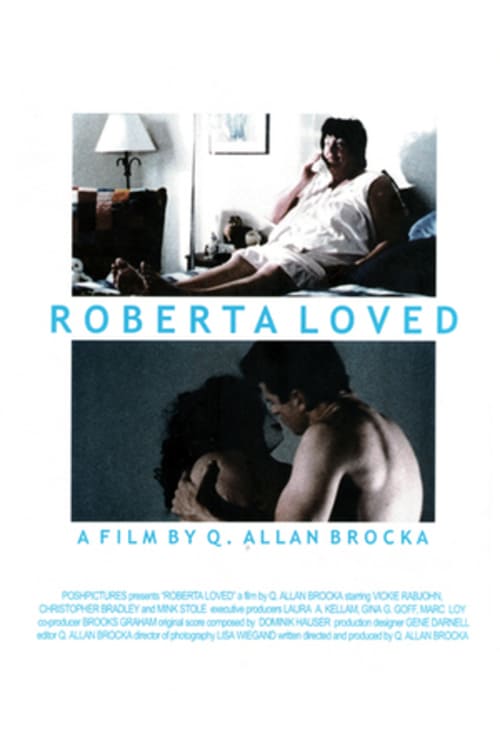 ROBERTA LOVED
A FILM BY Q. ALLAN BROCKA
POSHPICTURES presents "ROBERTA LOVED" a film by Q. ALLAN BROCKA starring VICKIE RABJOHN,
CHRISTOPHER BRADLEY and MINK STOLE executive producers LAURA A. KELLAM, GINA G. GOFF, MARC LOY
co-producer BROOKS GRAHAM original score composed by DOMINIK HAUSER production designer GENE DARNELL
editor Q. ALLAN BROCKA director of photography LISA WIEGAND written directed and produced by Q. ALLAN BROCKA